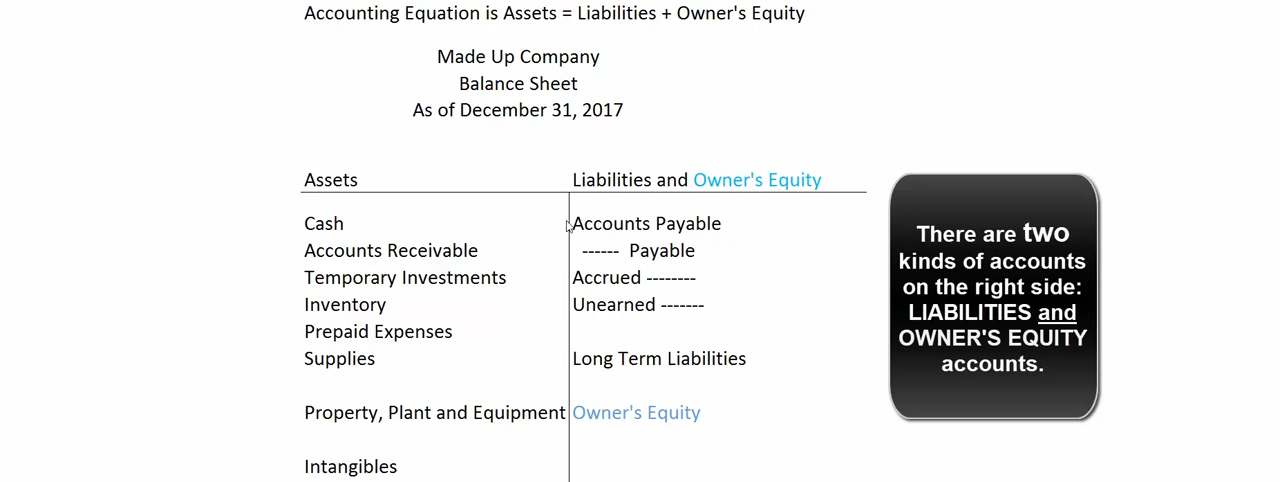 Accounting Equation is Assets = Liabilities + Owner's Equity
Made Up Company
Balance Sheet
As of December 31, 2017
Assets
Liabilities and Owner's Equity
Cash
Accounts Receivable
Temporary Investments
Inventory
Prepaid Expenses
Supplies
Property, Plant and Equipment
Intangibles
Accounts Payable
------ Payable
Accrued --------
Unearned -------
Long Term Liabilities
Owner's Equity
There are two
kinds of accounts
on the right side:
LIABILITIES and
OWNER'S EQUITY
accounts.